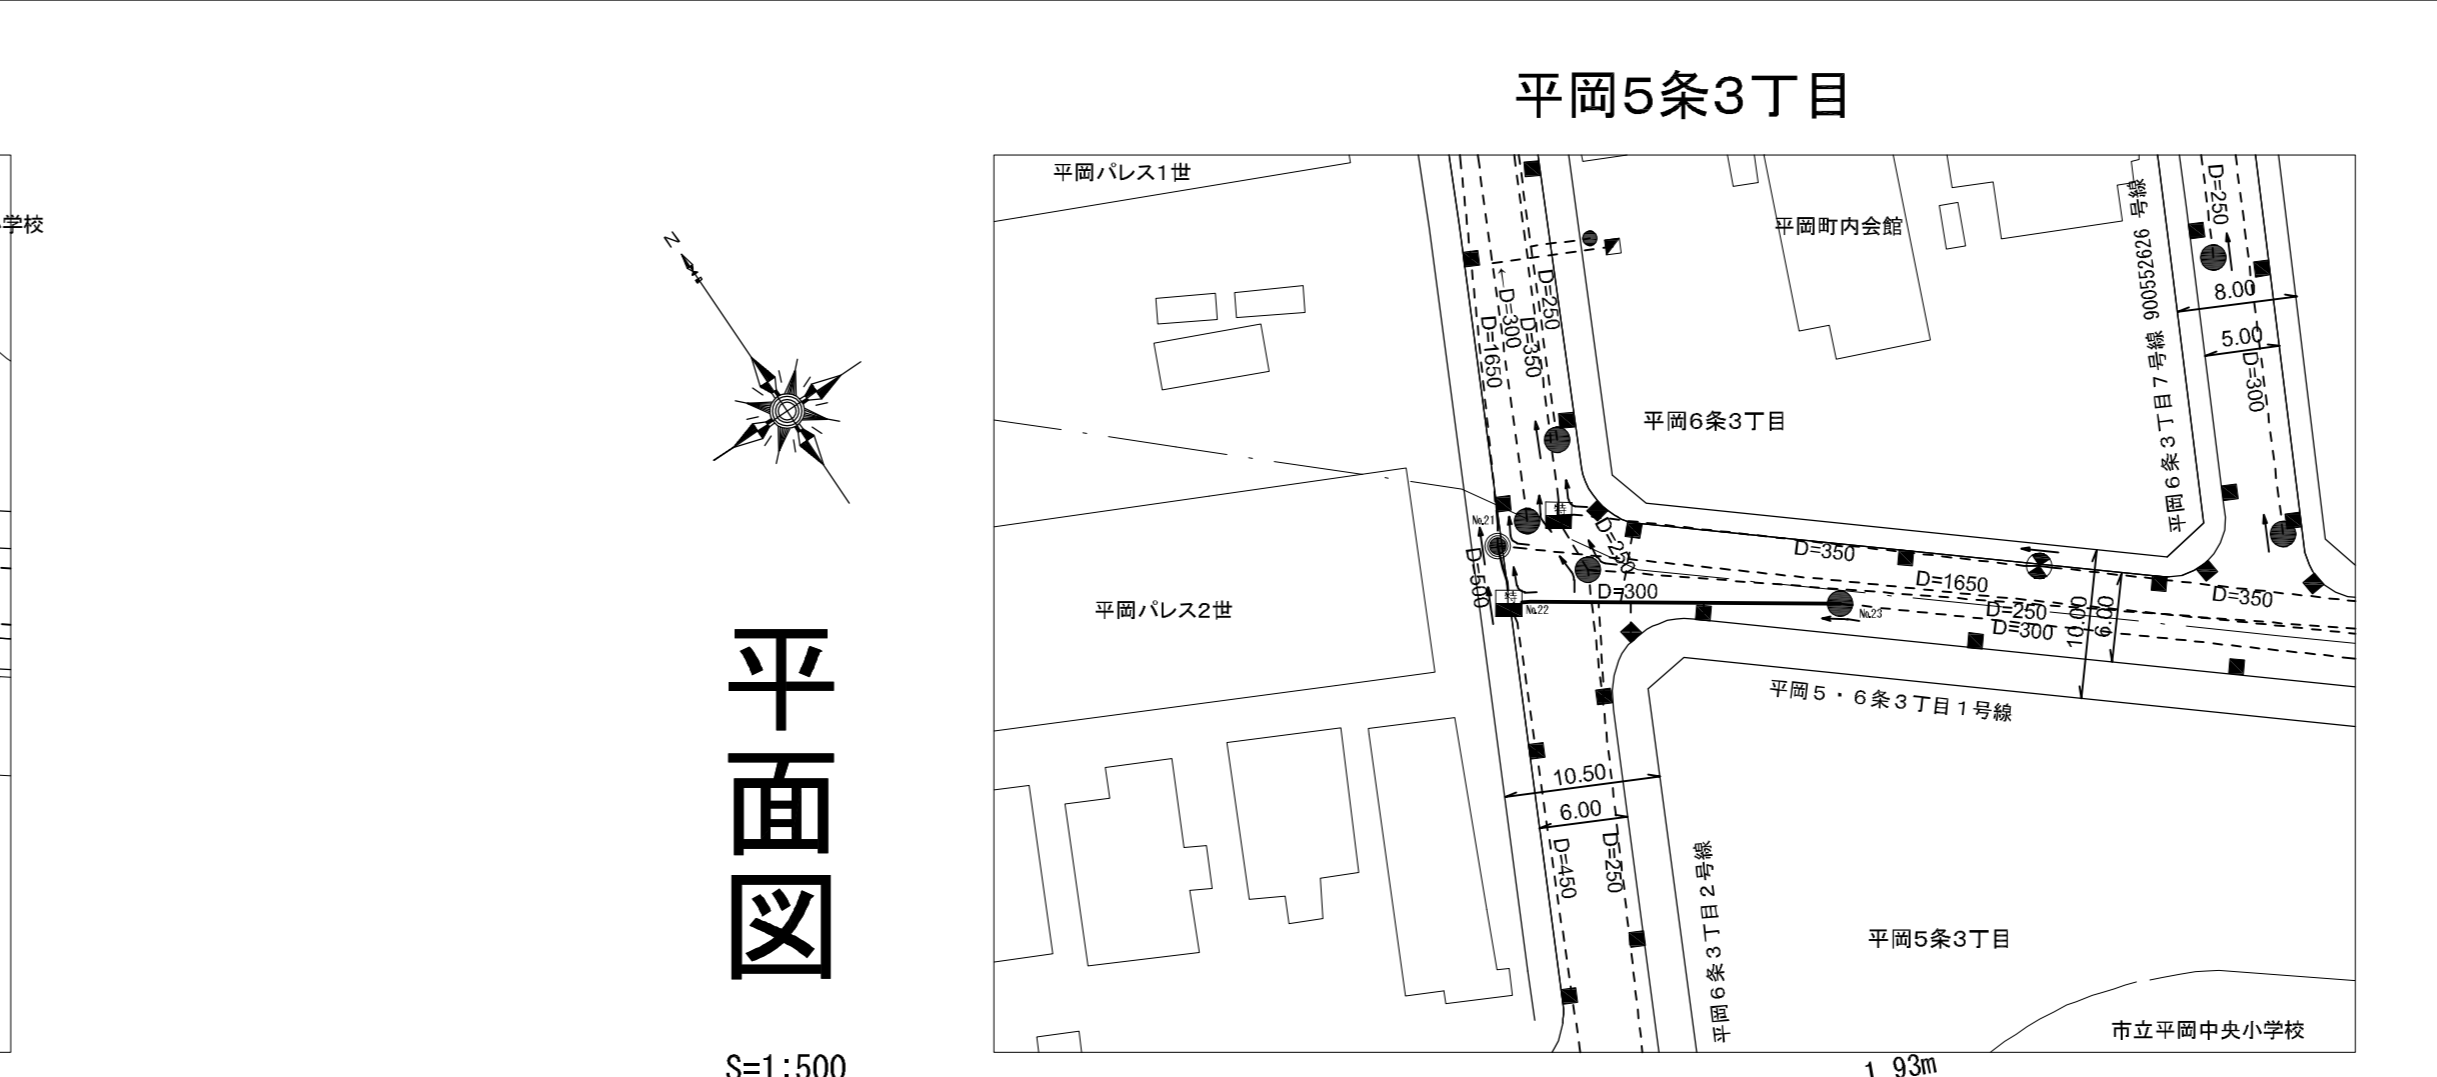 平岡5条3丁目
学校
N
平面図
S=1:500
平岡パレス1世
平岡町内会館
平岡6条3丁目7号線 90052626 号線
D=250
8.00
5.00
D=300
D=250
D=300
D=350
D=1650
平岡6条3丁目
No.21
特
D=500
D=250
D=350
D=1650
D=300
平岡パレス2世
特
No.22
No.23
D=250
D=300
10.00
6.00
D=350
平岡5・6条3丁目1号線
10.50
6.00
D=450
D=250
平岡6条3丁目2号線
平岡5条3丁目
市立平岡中央小学校
1.93m